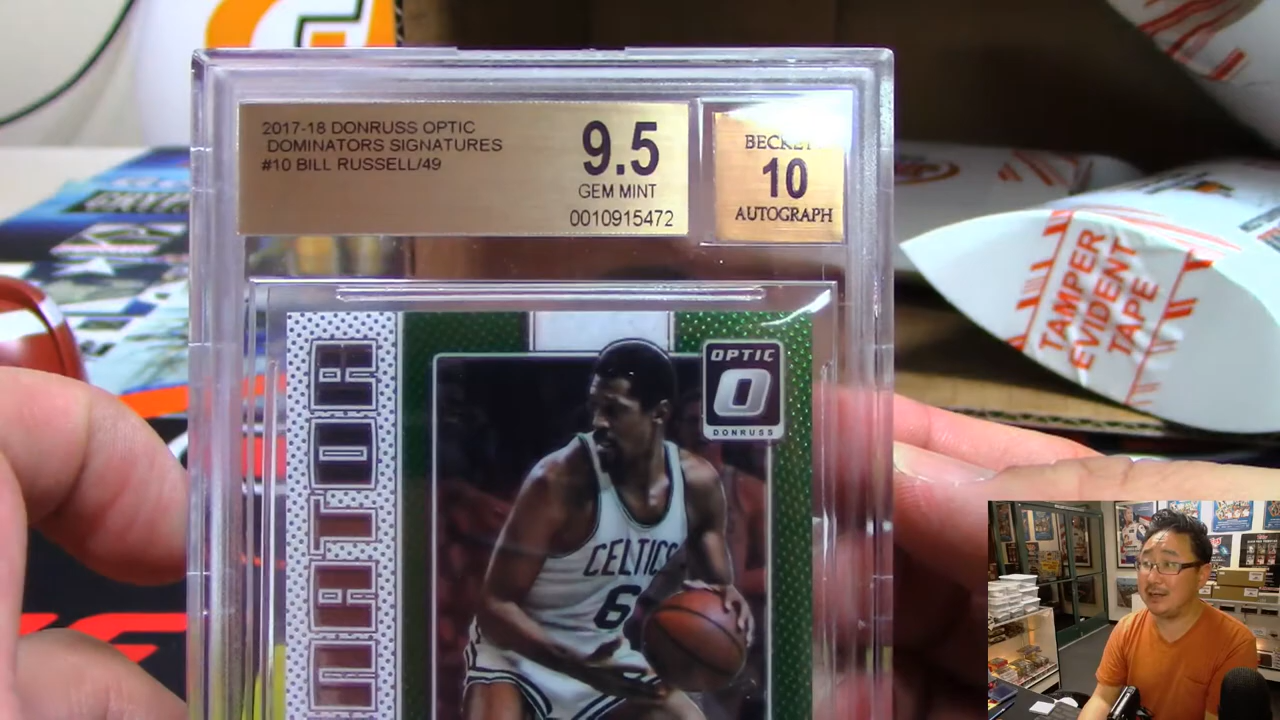 2017-18 DONRUSS OPTIC
DOMINATORS SIGNATURES
#10 BILL RUSSELL/49
9.5
GEM MINT
0010915472
10
AUTOGRAPH
OPTIC
O
DONRUSS
CELTICS
6
TAMPER
EVIDENT
TAPE